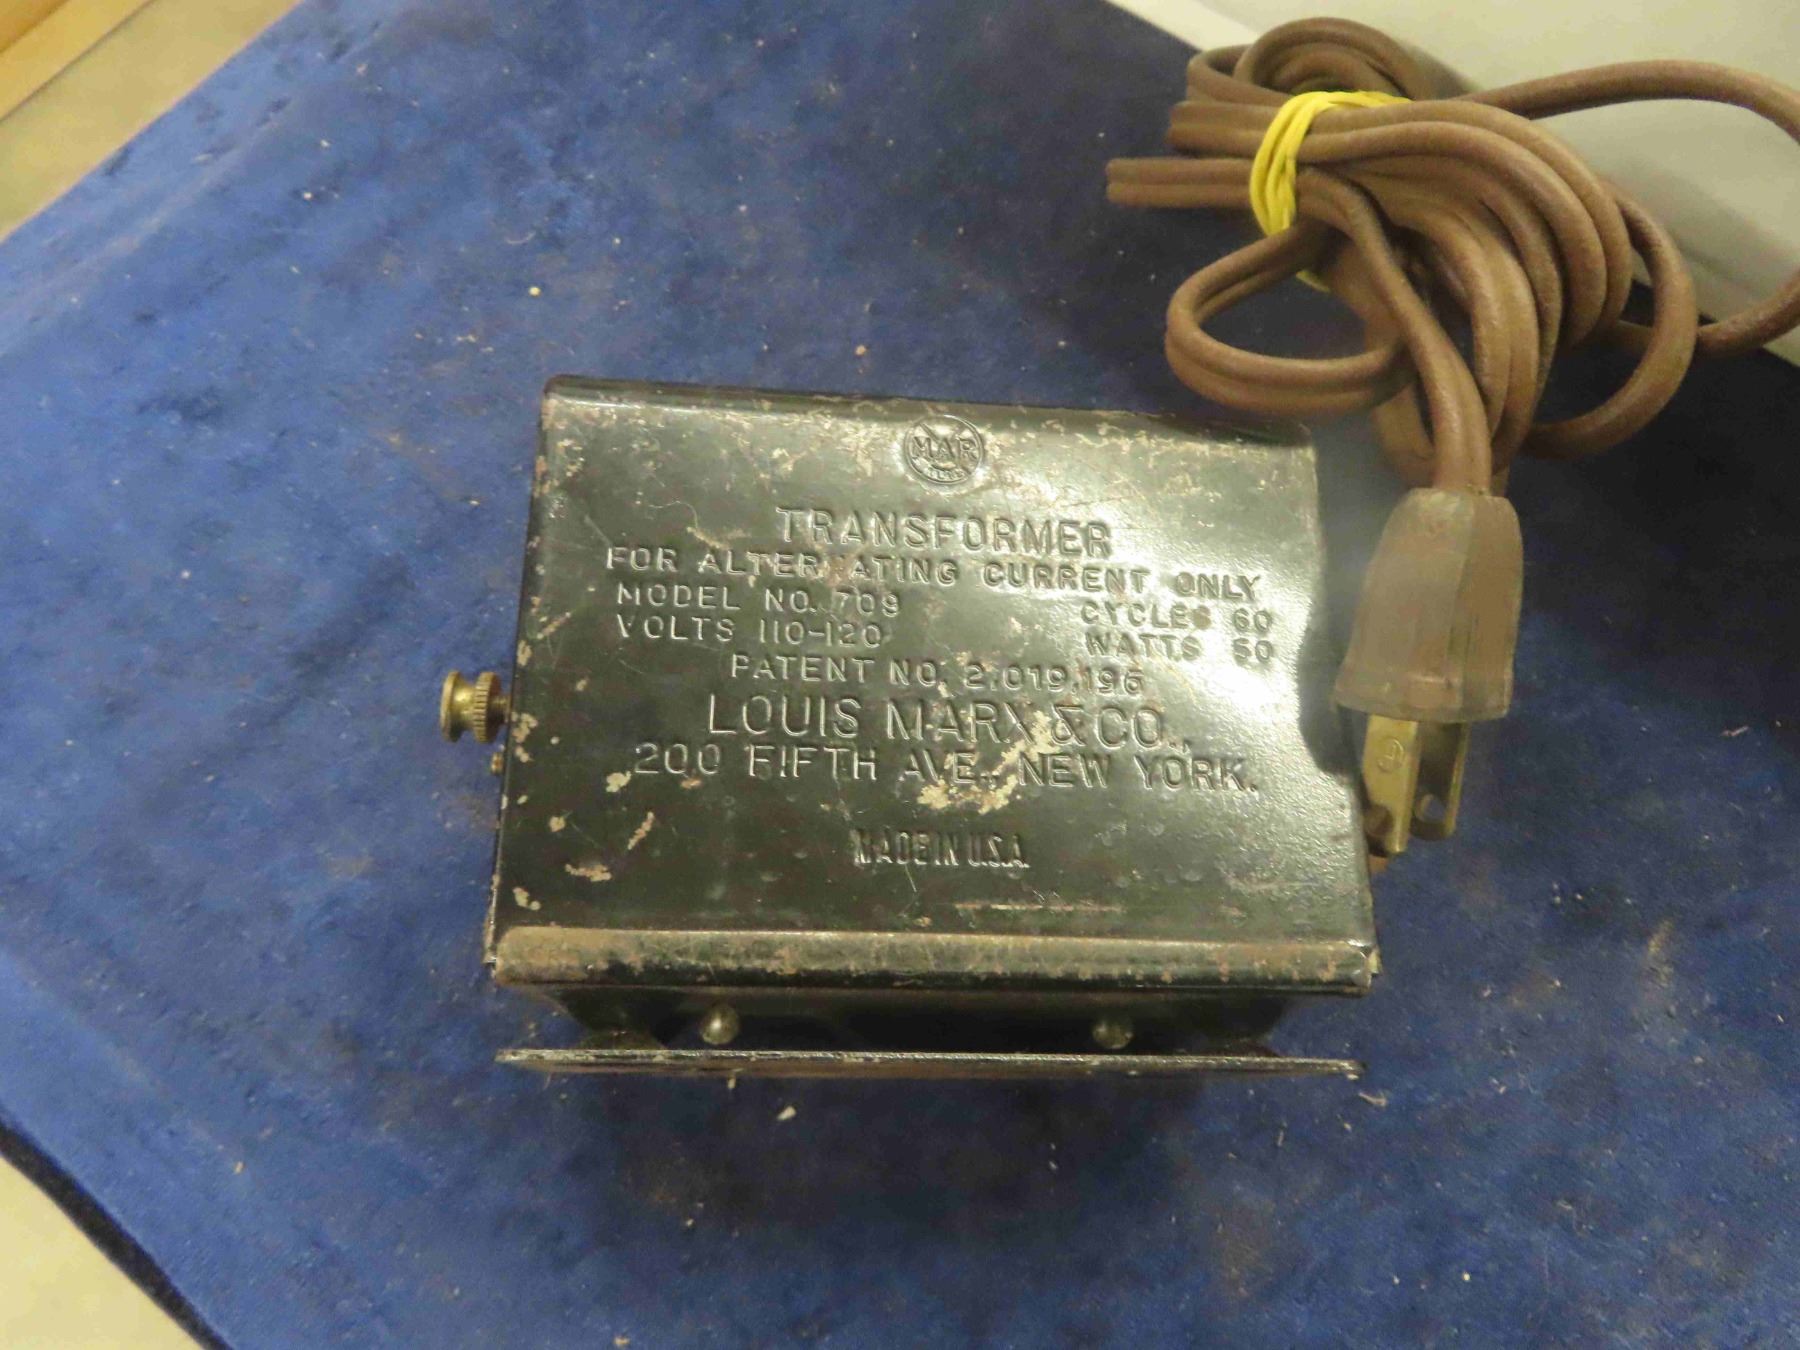 MAR
TRANSFORMER
FOR ALTERNATING CURRENT ONLY
MODEL NO. 709 CYCLES 60
VOLTS 110-120 WATTS 50
PATENT NO. 2,019,196
LOUIS MARX & CO.,
200 FIFTH AVE., NEW YORK.
MADE IN U.S.A.